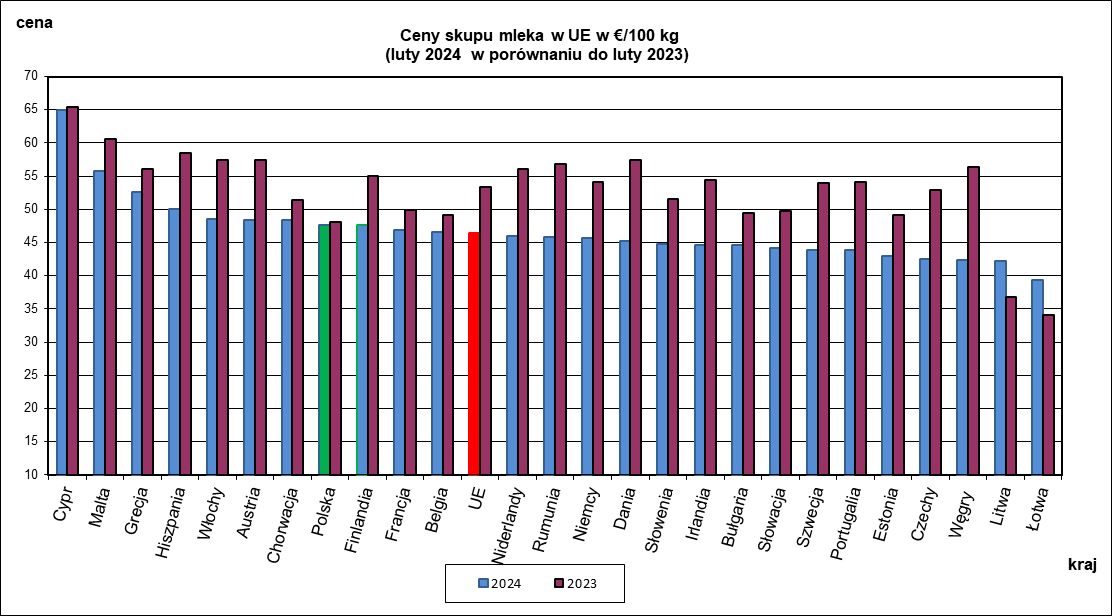 cena
Ceny skupu mleka w UE w €/100 kg
(luty 2024 w porównaniu do luty 2023)
70
65
60
55
50
45
40
35
30
25
20
15
10
Cypr
Malta
Grecja
Hiszpania
Włochy
Austria
Chorwacja
Polska
Finlandia
Francja
Belgia
UE
Niderlandy
Rumunia
Niemcy
Dania
Słowenia
Irlandia
Bułgaria
Słowacja
Szwecja
Portugalia
Estonia
Czechy
Węgry
Litwa
Łotwa
kraj
2024
2023